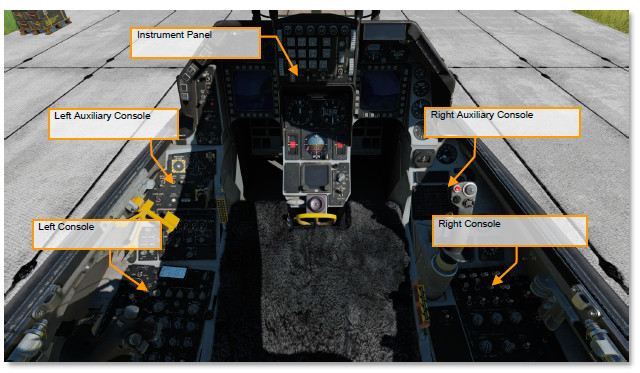 Instrument Panel
Left Auxiliary Console
Right Auxiliary Console
Left Console
Right Console